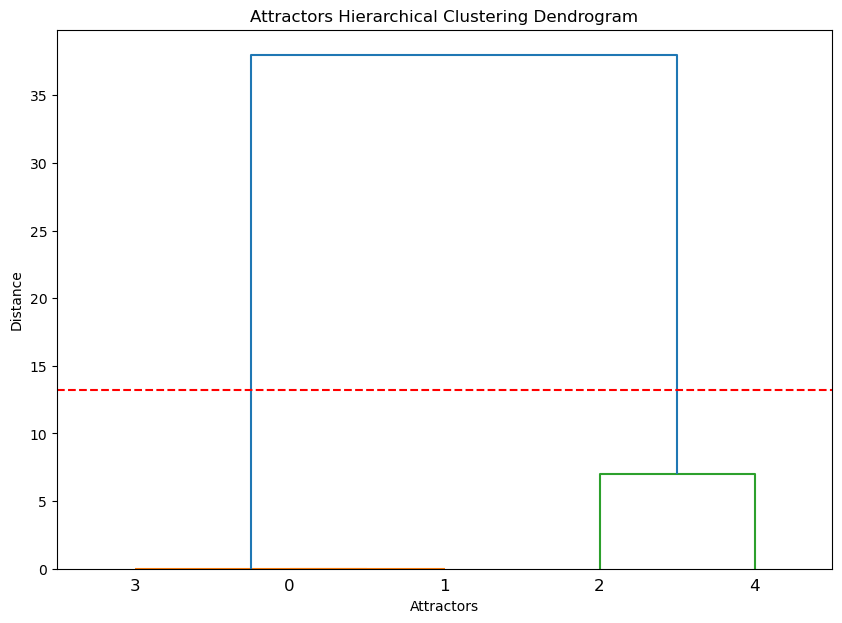 Attractors Hierarchical Clustering Dendrogram
35
30
25
20
15
10
5
0
Distance
3 0 1 2 4
Attractors